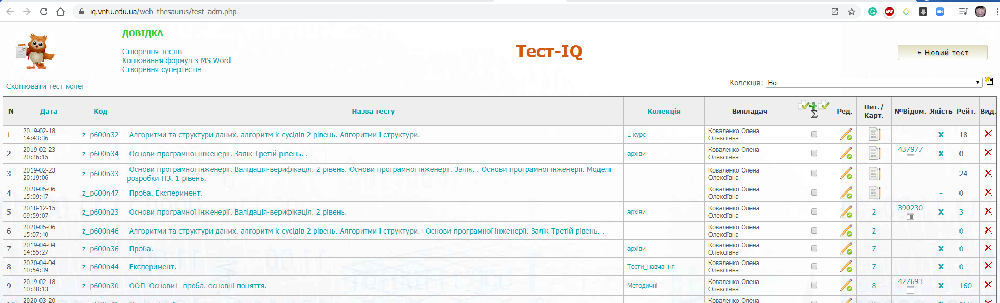 iq.vntu.edu.ua/web_thesaurus/test_adm.php
ABP
ДОВІДКА
Створення тестів
Копіювання формул з MS Word
Створення супертестів
Тест-IQ
Новий тест
Скопіювати тест колег
Колекція: Всі
N Дата Код Назва тесту Колекція Викладач Σ Ред. Пит./ Карт. №Відом. Якість Рейт. Вид.
1 2019-02-18 14:43:36 z_p600n32 Алгоритми та структури даних. алгоритм k-сусідів 2 рівень. Алгоритми і структури. 1 курс Коваленко Олена Олексіївна X 18 X
2 2019-02-23 20:36:15 z_p600n34 Основи програмної інженерії. Залік Третій рівень. . архіви Коваленко Олена Олексіївна 437977 X 0 X
3 2019-02-23 20:19:06 z_p600n33 Основи програмної інженерії. Валідація-верифікація. 2 рівень. Основи програмної інженерії. Залік. . Основи програмної інженерії. Моделі розробки ПЗ. 1 рівень. Коваленко Олена Олексіївна - 24 X
4 2020-05-06 15:09:47 z_p600n47 Проба. Експеримент. Коваленко Олена Олексіївна - 0 X
5 2018-12-15 09:59:07 z_p600n23 Основи програмної інженерії. Валідація-верифікація. 2 рівень. архіви Коваленко Олена Олексіївна 2 390230 X 3 X
6 2020-05-06 15:07:40 z_p600n46 Алгоритми та структури даних. алгоритм k-сусідів 2 рівень. Алгоритми і структури.+Основи програмної інженерії. Залік Третій рівень. . Коваленко Олена Олексіївна 2 - 0 X
7 2019-04-04 14:55:27 z_p600n36 Проба. архіви Коваленко Олена Олексіївна 7 X 0 X
8 2020-04-04 10:54:39 z_p600n44 Експеримент. Тести_навчання Коваленко Олена Олексіївна 7 X 0 X
9 2019-02-18 10:38:13 z_p600n30 ООП_Основи1_проба. основні поняття. Методичні Коваленко Олена Олексіївна 8 427693 X 160 X
2020-03-20